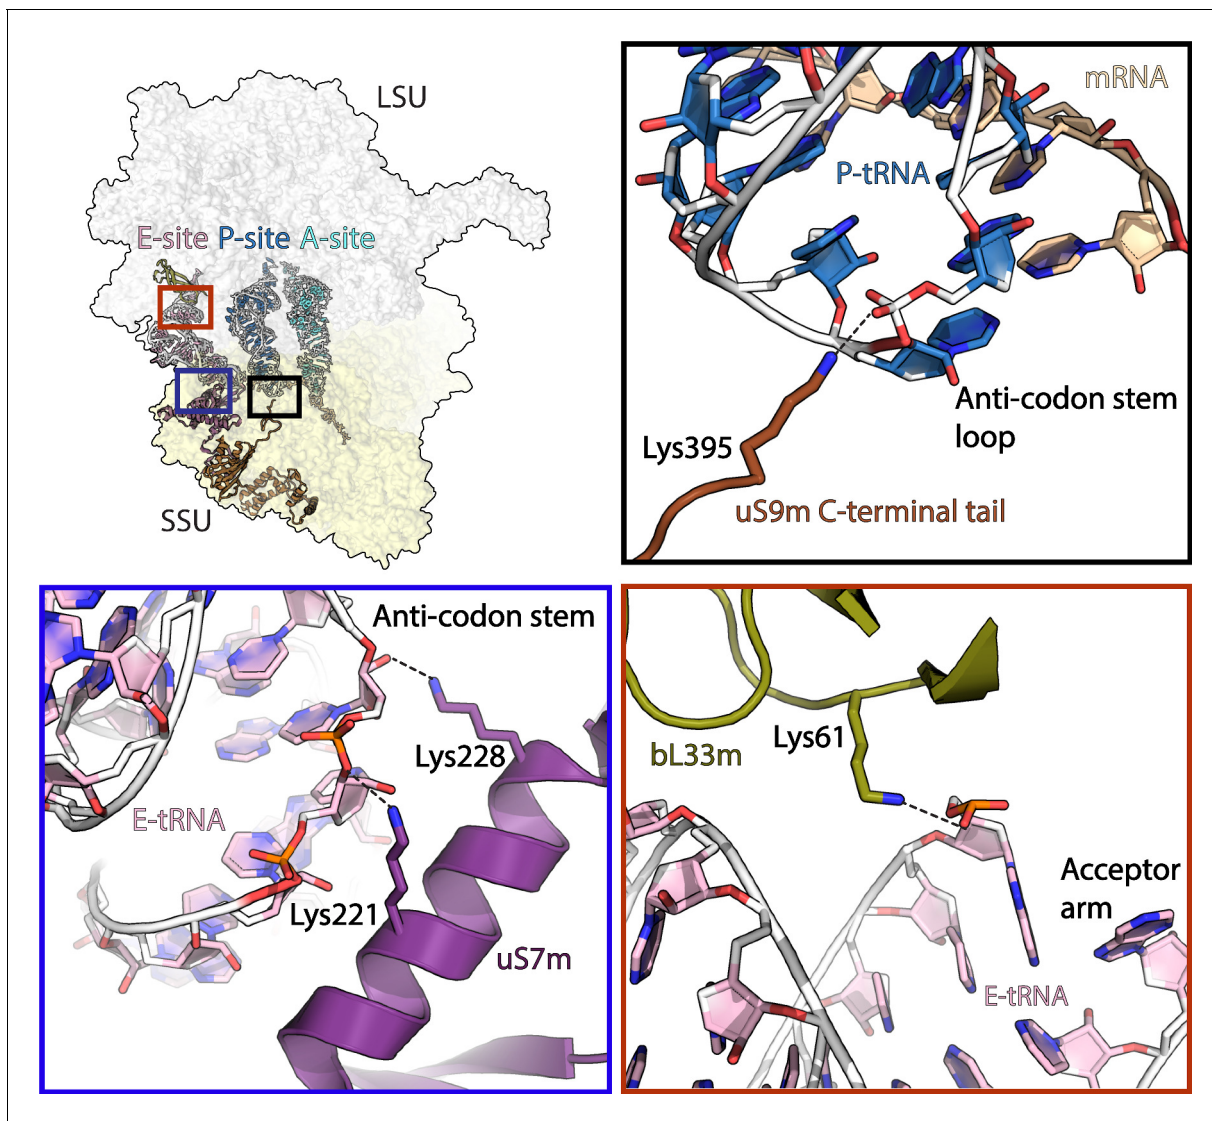 LSU
E-site P-site A-site
SSU
mRNA
P-tRNA
Anti-codon stem
loop
Lys395
uS9m C-terminal tail
Anti-codon stem
Lys228
E-tRNA
Lys221
uS7m
Lys61
bL33m
Acceptor
arm
E-tRNA